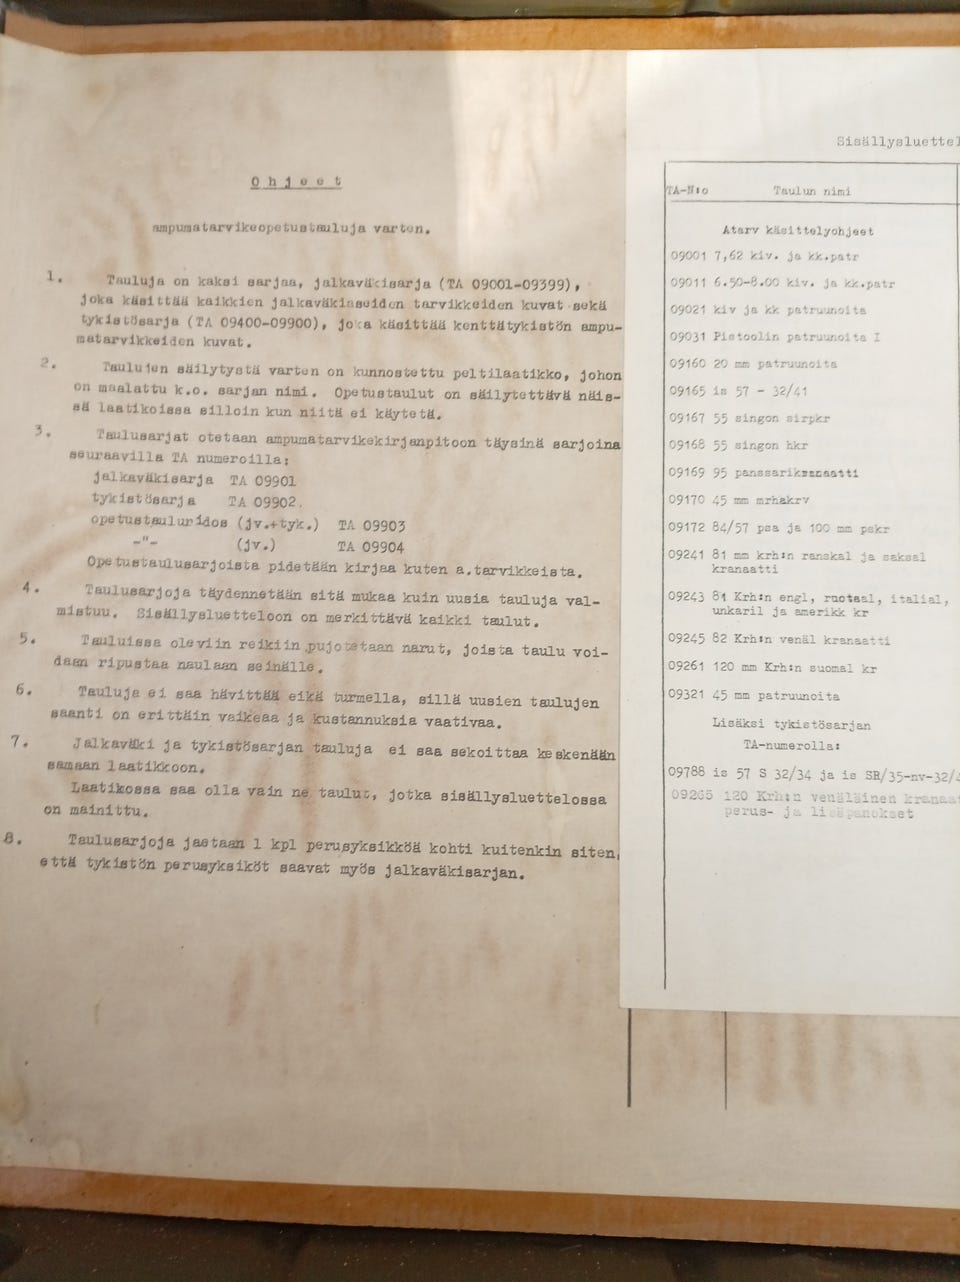 Ohjeet
ampumatarvikeopetustauluja varten.
1. Tauluja on kaksi sarjaa, jalkaväkisarja (TA 09001-09399),
joka käsittää kaikkien jalkaväkiaseiden tarvikkeiden kuvat sekä
tykistösarja (TA 09400-09900), joka käsittää kenttätykistön ampu-
matarvikkeiden kuvat.
2. Taulujen säilytystä varten on kunnostettu peltilaatikko, johon
on maalattu k.o. sarjan nimi. Opetustaulut on säilytettävä näis-
sä laatikoissa silloin kun niitä ei käytetä.
3. Taulusarjat otetaan ampumatarvikekirjanpitoon täysinä sarjoina
seuraavilla TA numeroilla:
jalkaväkisarja TA 09901
tykistösarja TA 09902.
opetustauluridos (jv.+tyk.) TA 09903
-"- (jv.) TA 09904
Opetustaulusarjoista pidetään kirjaa kuten a.tarvikkeista.
4. Taulusarjoja täydennetään sitä mukaa kuin uusia tauluja val-
mistuu. Sisällysluetteloon on merkittävä kaikki taulut.
5. Tauluissa oleviin reikiin pujotetaan narut, joista taulu voi-
daan ripustaa naulaan seinälle.
6. Tauluja ei saa hävittää eikä turmella, sillä uusien taulujen
saanti on erittäin vaikeaa ja kustannuksia vaativaa.
7. Jalkaväki ja tykistösarjan tauluja ei saa sekoittaa keskenään
samaan laatikkoon.
Laatikossa saa olla vain ne taulut, jotka sisällysluettelossa
on mainittu.
8. Taulusarjoja jaetaan 1 kpl perusyksikköä kohti kuitenkin siten,
että tykistön perusyksiköt saavat myös jalkaväkisarjan.
Sisällysluettel
TA-N:o Taulun nimi
Atarv käsittelyohjeet
09001 7,62 kiv. ja kk.patr
09011 6.50-8.00 kiv. ja kk.patr
09021 kiv ja kk patruunoita
09031 Pistoolin patruunoita I
09160 20 mm patruunoita
09165 is 57 - 32/41
09167 55 singon sirpkr
09168 55 singon hkr
09169 95 panssarikranaatti
09170 45 mm mrhakrv
09172 84/57 psa ja 100 mm pskr
09241 81 mm krh:n ranskal ja saksal
kranaatti
09243 81 Krh:n engl, ruotsal, italial,
unkaril ja amerikk kr
09245 82 Krh:n venäl kranaatti
09261 120 mm Krh:n suomal kr
09321 45 mm patruunoita
Lisäksi tykistösarjan
TA-numerolla:
09788 is 57 S 32/34 ja is SR/35-nv-32/
09265 120 Krh:n venäläinen kranaa
perus- ja lisäpanokset